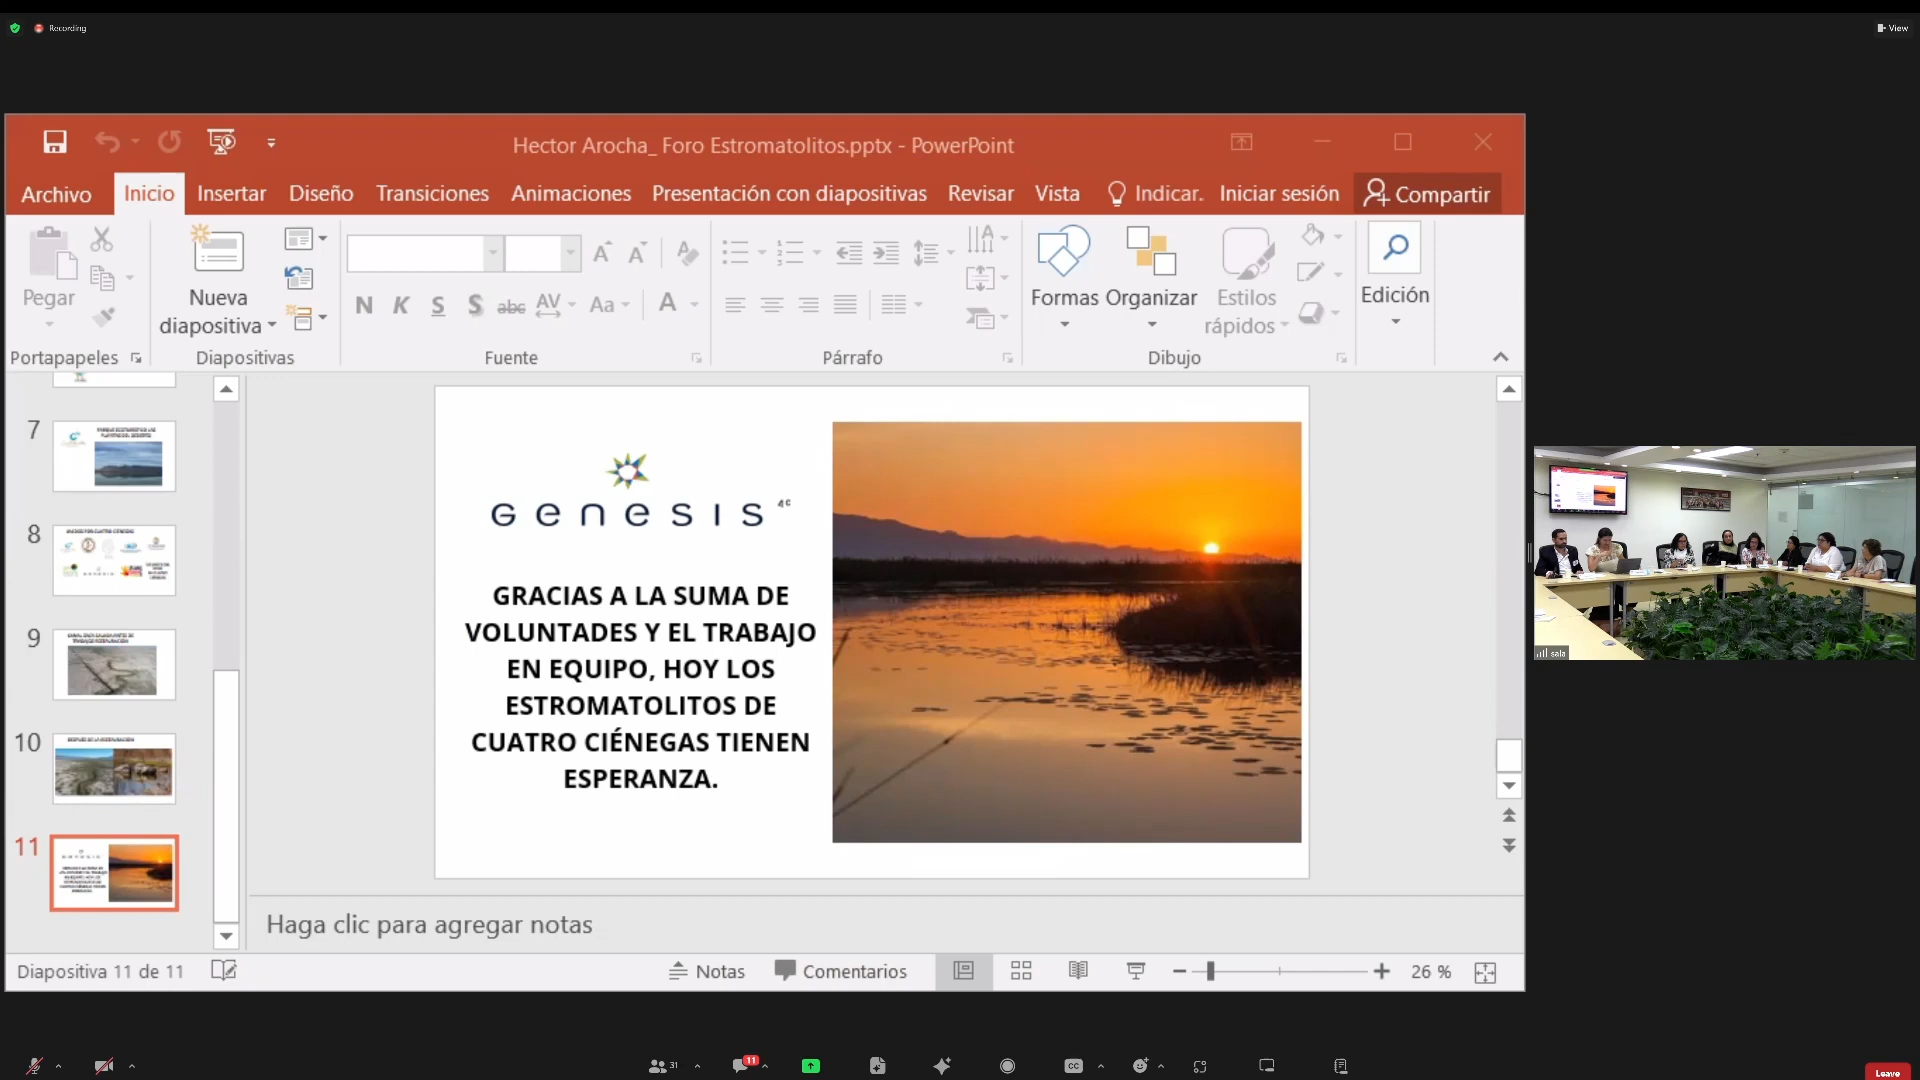 Recording
View
Hector Arocha_ Foro Estromatolitos.pptx - PowerPoint
Archivo
Inicio
Insertar
Diseño
Transiciones
Animaciones
Presentación con diapositivas
Revisar
Vista
Indicar.
Iniciar sesión
Compartir
Pegar
Nueva
diapositiva
N K S S abc AV Aa A
Formas
Organizar
Estilos
rápidos
Edición
Portapapeles
Diapositivas
Fuente
Párrafo
Dibujo
7
8
9
10
11
GENESIS 4C
GRACIAS A LA SUMA DE
VOLUNTADES Y EL TRABAJO
EN EQUIPO, HOY LOS
ESTROMATOLITOS DE
CUATRO CIÉNEGAS TIENEN
ESPERANZA.
Haga clic para agregar notas
Diapositiva 11 de 11
Notas
Comentarios
26 %
sala
31
11
CC
Leave